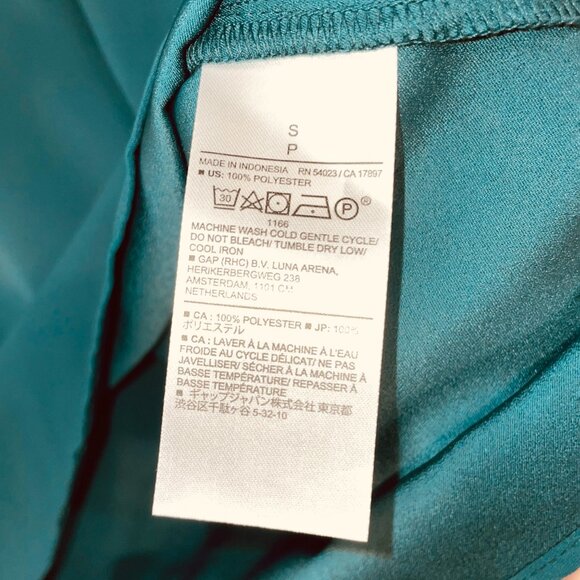 S
P
MADE IN INDONESIA RN 54023 / CA 17897
■ US: 100% POLYESTER
30 P ®
1166
MACHINE WASH COLD GENTLE CYCLE/
DO NOT BLEACH/ TUMBLE DRY LOW/
COOL IRON
■ GAP (RHC) B.V. LUNA ARENA,
HERIKERBERGWEG 238
AMSTERDAM, 1101 CM
NETHERLANDS
■ CA : 100% POLYESTER ■ JP: 100%
ポリエステル
■ CA : LAVER À LA MACHINE À L'EAU
FROIDE AU CYCLE DÉLICAT/ NE PAS
JAVELLISER/ SÉCHER À LA MACHINE À
BASSE TEMPÉRATURE/ REPASSER À
BASSE TEMPÉRATURE
■ ギャップジャパン株式会社 東京都
渋谷区千駄ヶ谷 5-32-10